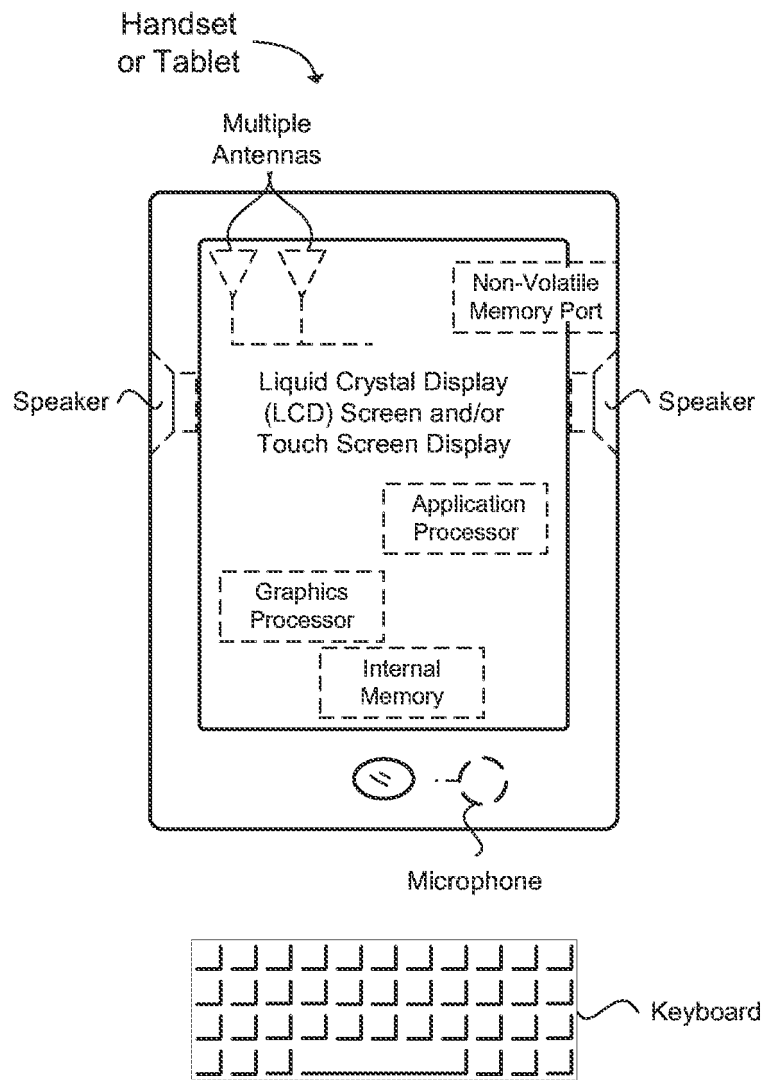 Handset
or Tablet
Multiple
Antennas
Non-Volatile
Memory Port
Speaker
Liquid Crystal Display
(LCD) Screen and/or
Touch Screen Display
Speaker
Application
Processor
Graphics
Processor
Internal
Memory
Microphone
Keyboard